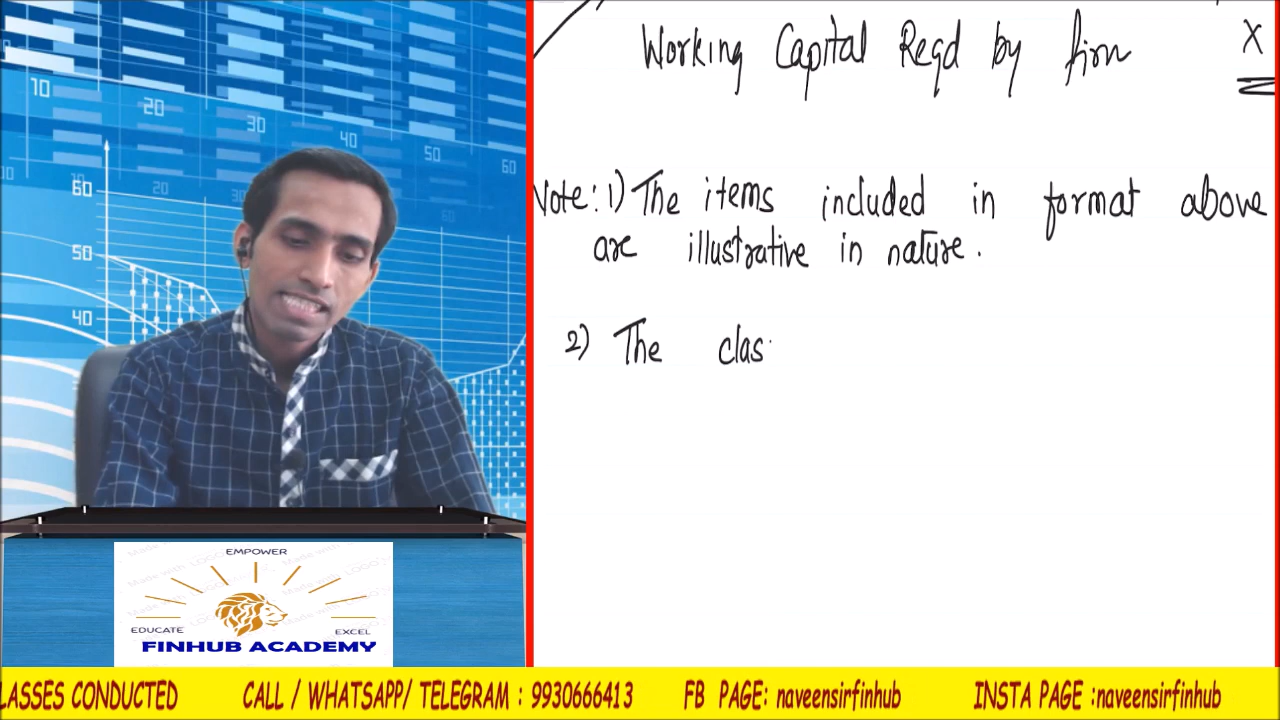 Working Capital Reqd by firm X
Note: 1) The items included in format above
are illustrative in nature.
2) The clas
10
20
30
40
50
60
10
20
60
50
40
60
EMPOWER
EDUCATE EXCEL
FINHUB ACADEMY
LASSES CONDUCTED CALL / WHATSAPP/ TELEGRAM : 9930666413 FB PAGE: naveensirfinhub INSTA PAGE :naveensirfinhub